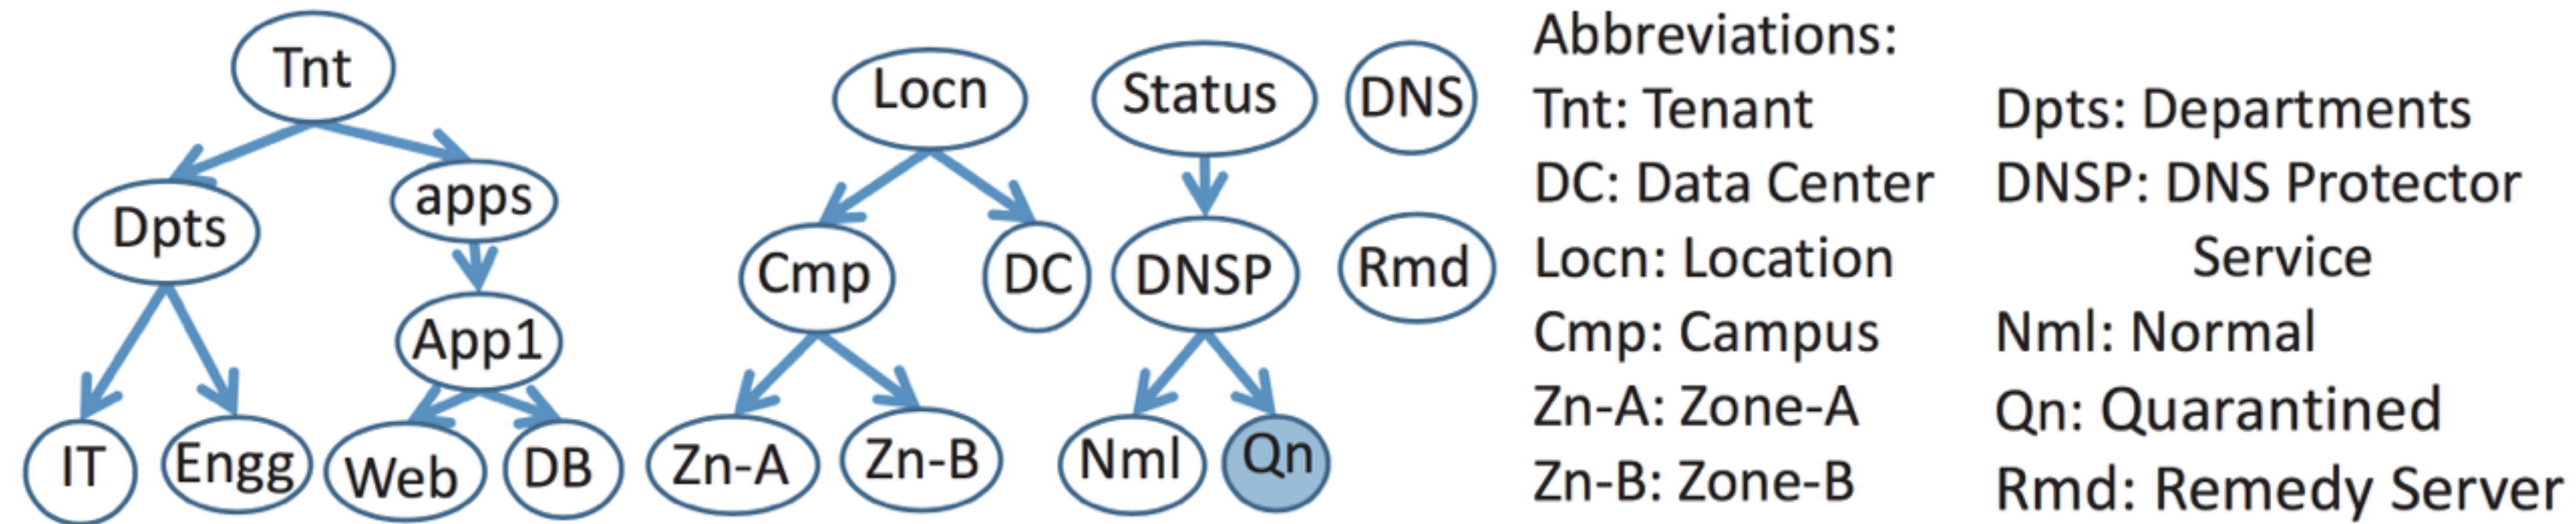 Tnt
Dpts
apps
App1
IT
Engg
Web
DB
Locn
Cmp
DC
Zn-A
Zn-B
Status
DNSP
Nml
Qn
DNS
Rmd
Abbreviations:
Tnt: Tenant
DC: Data Center
Locn: Location
Cmp: Campus
Zn-A: Zone-A
Zn-B: Zone-B
Dpts: Departments
DNSP: DNS Protector
Service
Nml: Normal
Qn: Quarantined
Rmd: Remedy Server